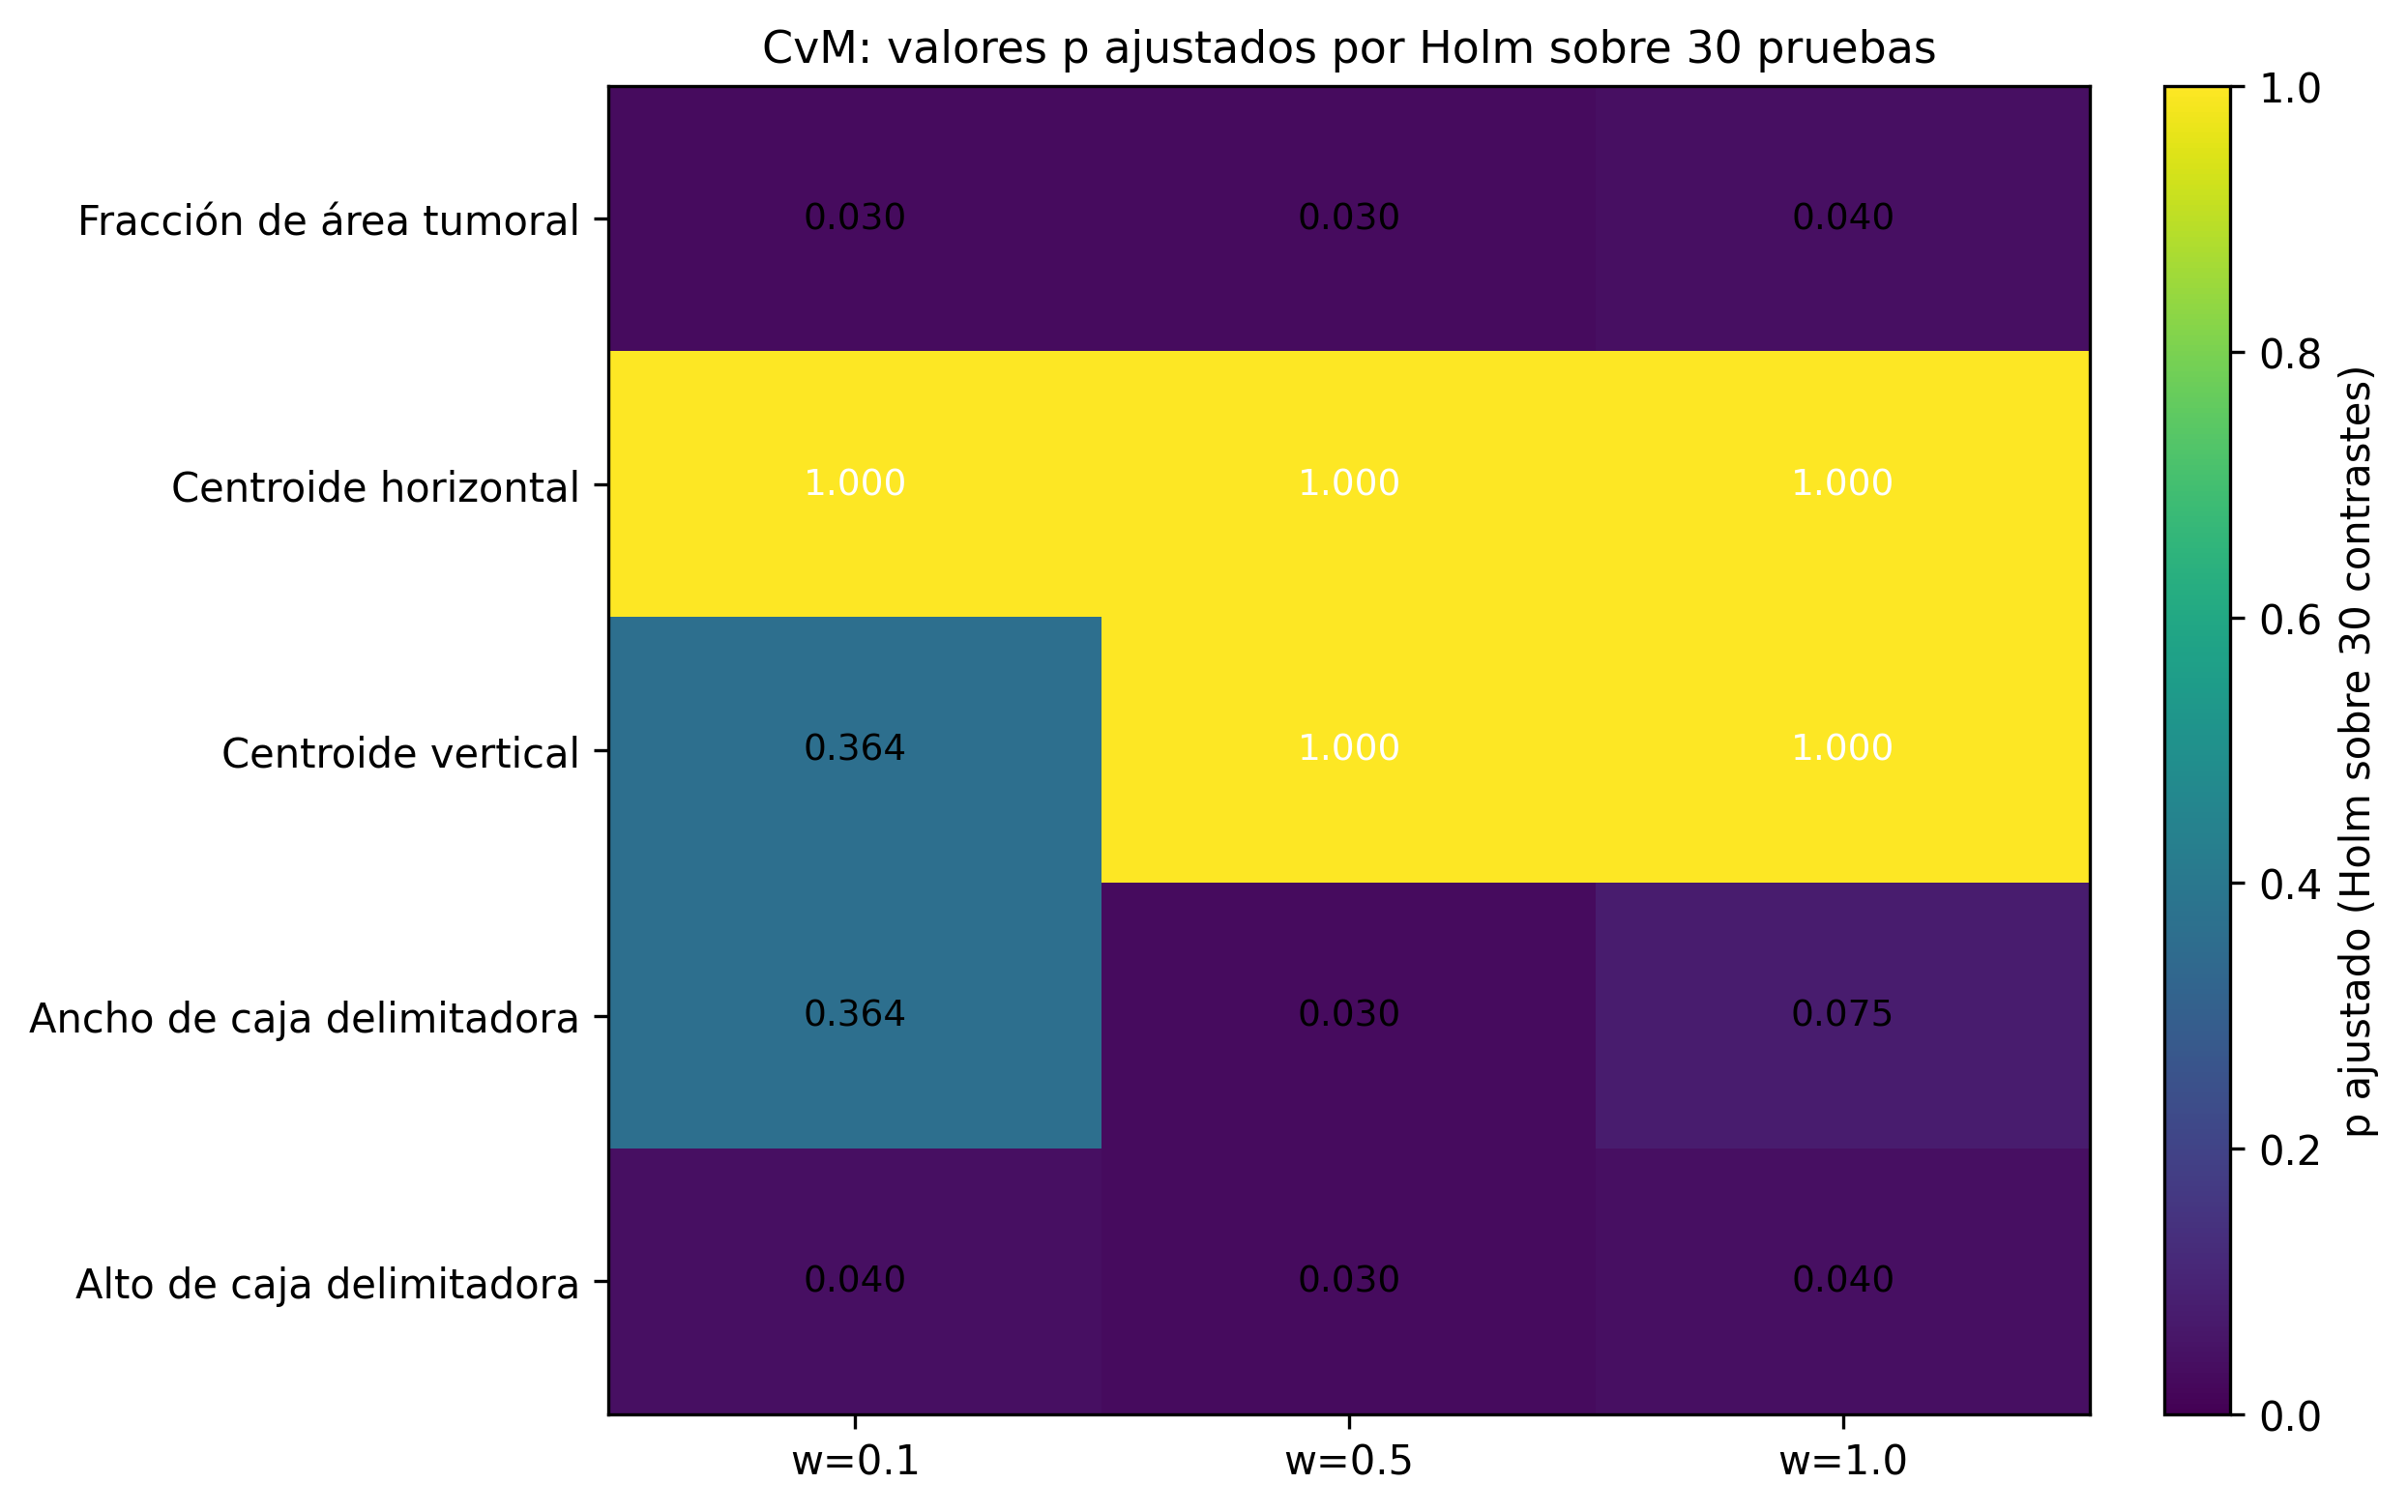 CvM: valores p ajustados por Holm sobre 30 pruebas
Fracción de área tumoral
0.030
0.030
0.040
Centroide horizontal
1.000
1.000
1.000
Centroide vertical
0.364
1.000
1.000
Ancho de caja delimitadora
0.364
0.030
0.075
Alto de caja delimitadora
0.040
0.030
0.040
w=0.1
w=0.5
w=1.0
1.0
0.8
0.6
0.4
0.2
0.0
p ajustado (Holm sobre 30 contrastes)